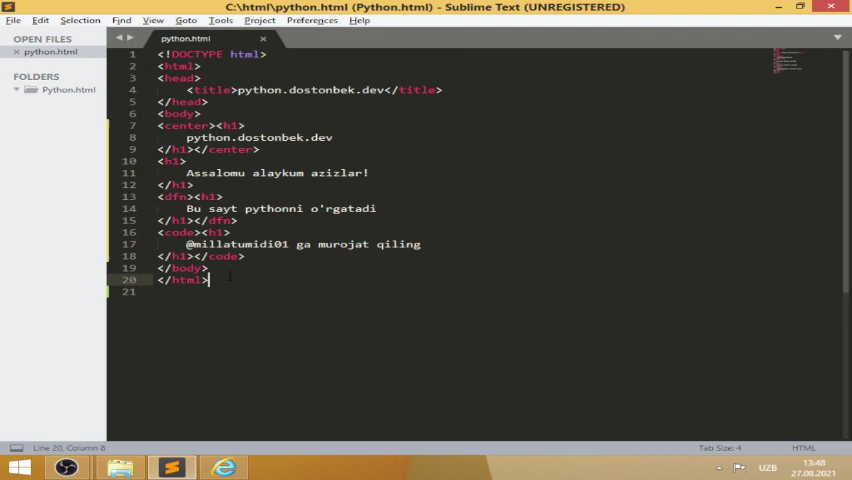 C:\html\python.html (Python.html) - Sublime Text (UNREGISTERED)
File Edit Selection Find View Goto Tools Project Preferences Help
OPEN FILES
python.html
FOLDERS
Python.html
python.html
1 <!DOCTYPE html>
2 <html>
3 <head>
4 <title>python.dostonbek.dev</title>
5 </head>
6 <body>
7 <center><h1>
8 python.dostonbek.dev
9 </h1></center>
10 <h1>
11 Assalomu alaykum azizlar!
12 </h1>
13 <dfn><h1>
14 Bu sayt pythonni o'rgatadi
15 </h1></dfn>
16 <code><h1>
17 @millatumidi01 ga murojat qiling
18 </h1></code>
19 </body>
20 </html>
21
Line 20, Column 8 Tab Size: 4 HTML
UZB 13:48
27.08.2021